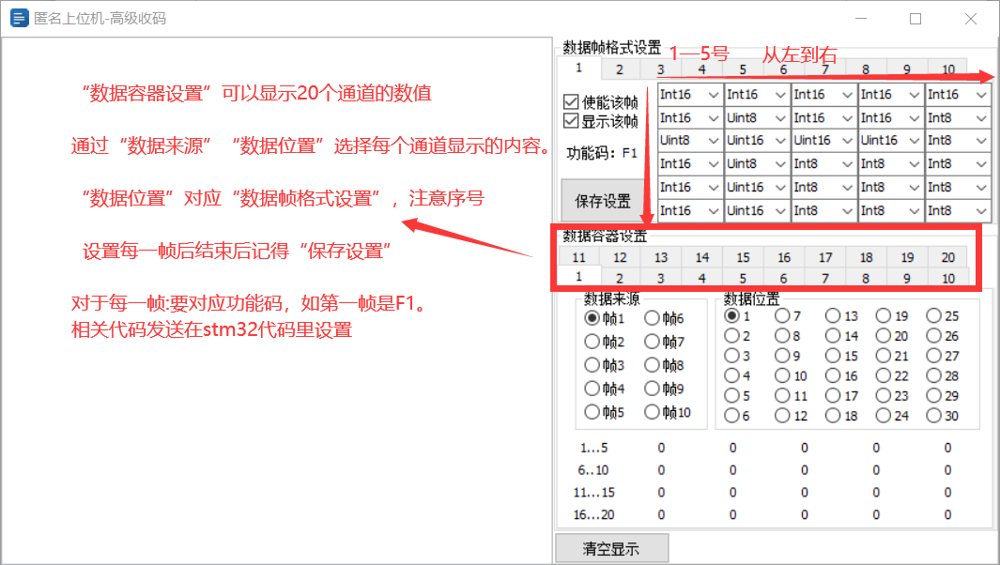 匿名上位机-高级收码
“数据容器设置”可以显示20个通道的数值
通过“数据来源”“数据位置”选择每个通道显示的内容。
“数据位置”对应“数据帧格式设置”，注意序号
设置每一帧后结束后记得“保存设置”
对于每一帧:要对应功能码，如第一帧是F1。
相关代码发送在stm32代码里设置
数据帧格式设置
1—5号 从左到右
1 2 3 4 5 6 7 8 9 10
使能该帧
显示该帧
功能码：F1
保存设置
Int16 Int16 Int16 Int16 Int16
Int16 Uint8 Int16 Int16 Int8
Uint8 Uint16 Uint16 Uint16 Int8
Int16 Uint8 Int8 Int8 Int8
Int16 Uint16 Int8 Int8 Int8
Int16 Uint16 Int8 Int8 Int8
数据容器设置
11 12 13 14 15 16 17 18 19 20
1 2 3 4 5 6 7 8 9 10
数据来源
帧1 帧6
帧2 帧7
帧3 帧8
帧4 帧9
帧5 帧10
数据位置
1 7 13 19 25
2 8 14 20 26
3 9 15 21 27
4 10 16 22 28
5 11 17 23 29
6 12 18 24 30
1...5 0 0 0 0 0
6..10 0 0 0 0 0
11...15 0 0 0 0 0
16...20 0 0 0 0 0
清空显示